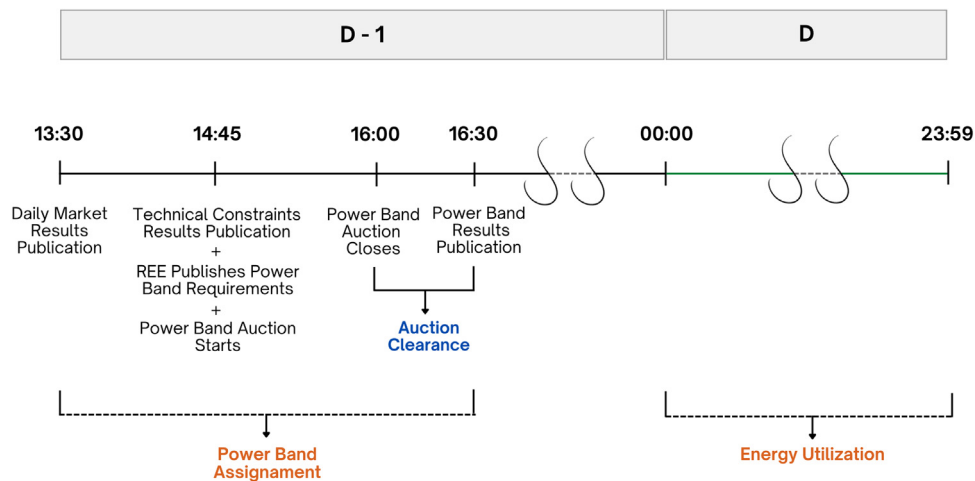 D - 1
D
13:30
14:45
16:00
16:30
00:00
23:59
Daily Market
Results
Publication
Technical Constraints
Results Publication
+
REE Publishes Power
Band Requirements
+
Power Band Auction
Starts
Power Band
Auction
Closes
Power Band
Results
Publication
Auction
Clearance
Power Band
Assignament
Energy Utilization